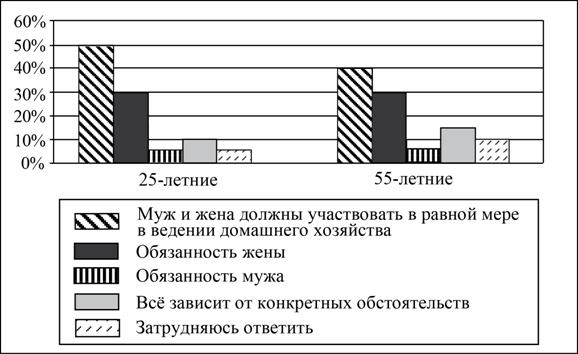 60%
50%
40%
30%
20%
10%
0%
25-летние
55-летние
Муж и жена должны участвовать в равной мере
в ведении домашнего хозяйства
Обязанность жены
Обязанность мужа
Всё зависит от конкретных обстоятельств
Затрудняюсь ответить